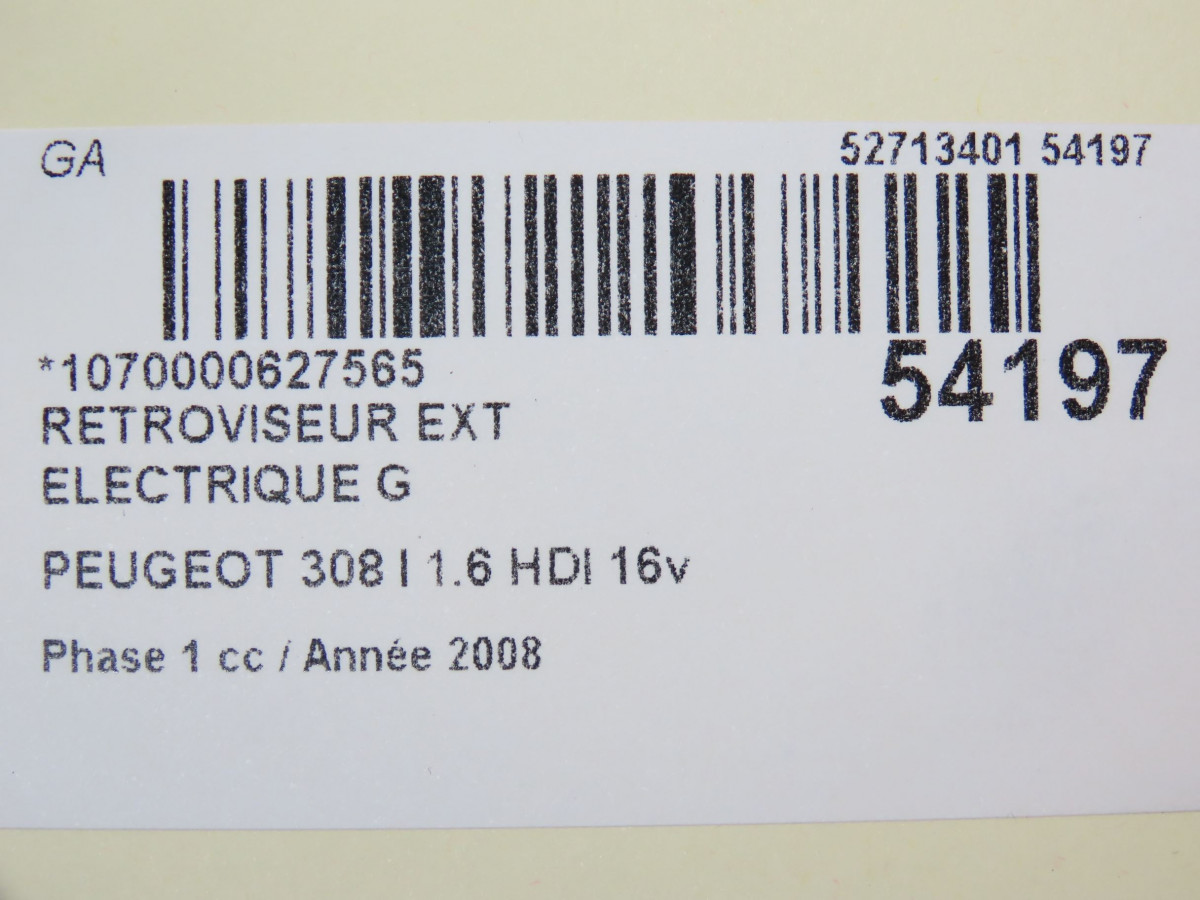 GA
52713401 54197
*1070000627565
54197
RETROVISEUR EXT
ELECTRIQUE G
PEUGEOT 308 I 1.6 HDI 16v
Phase 1 cc / Année 2008